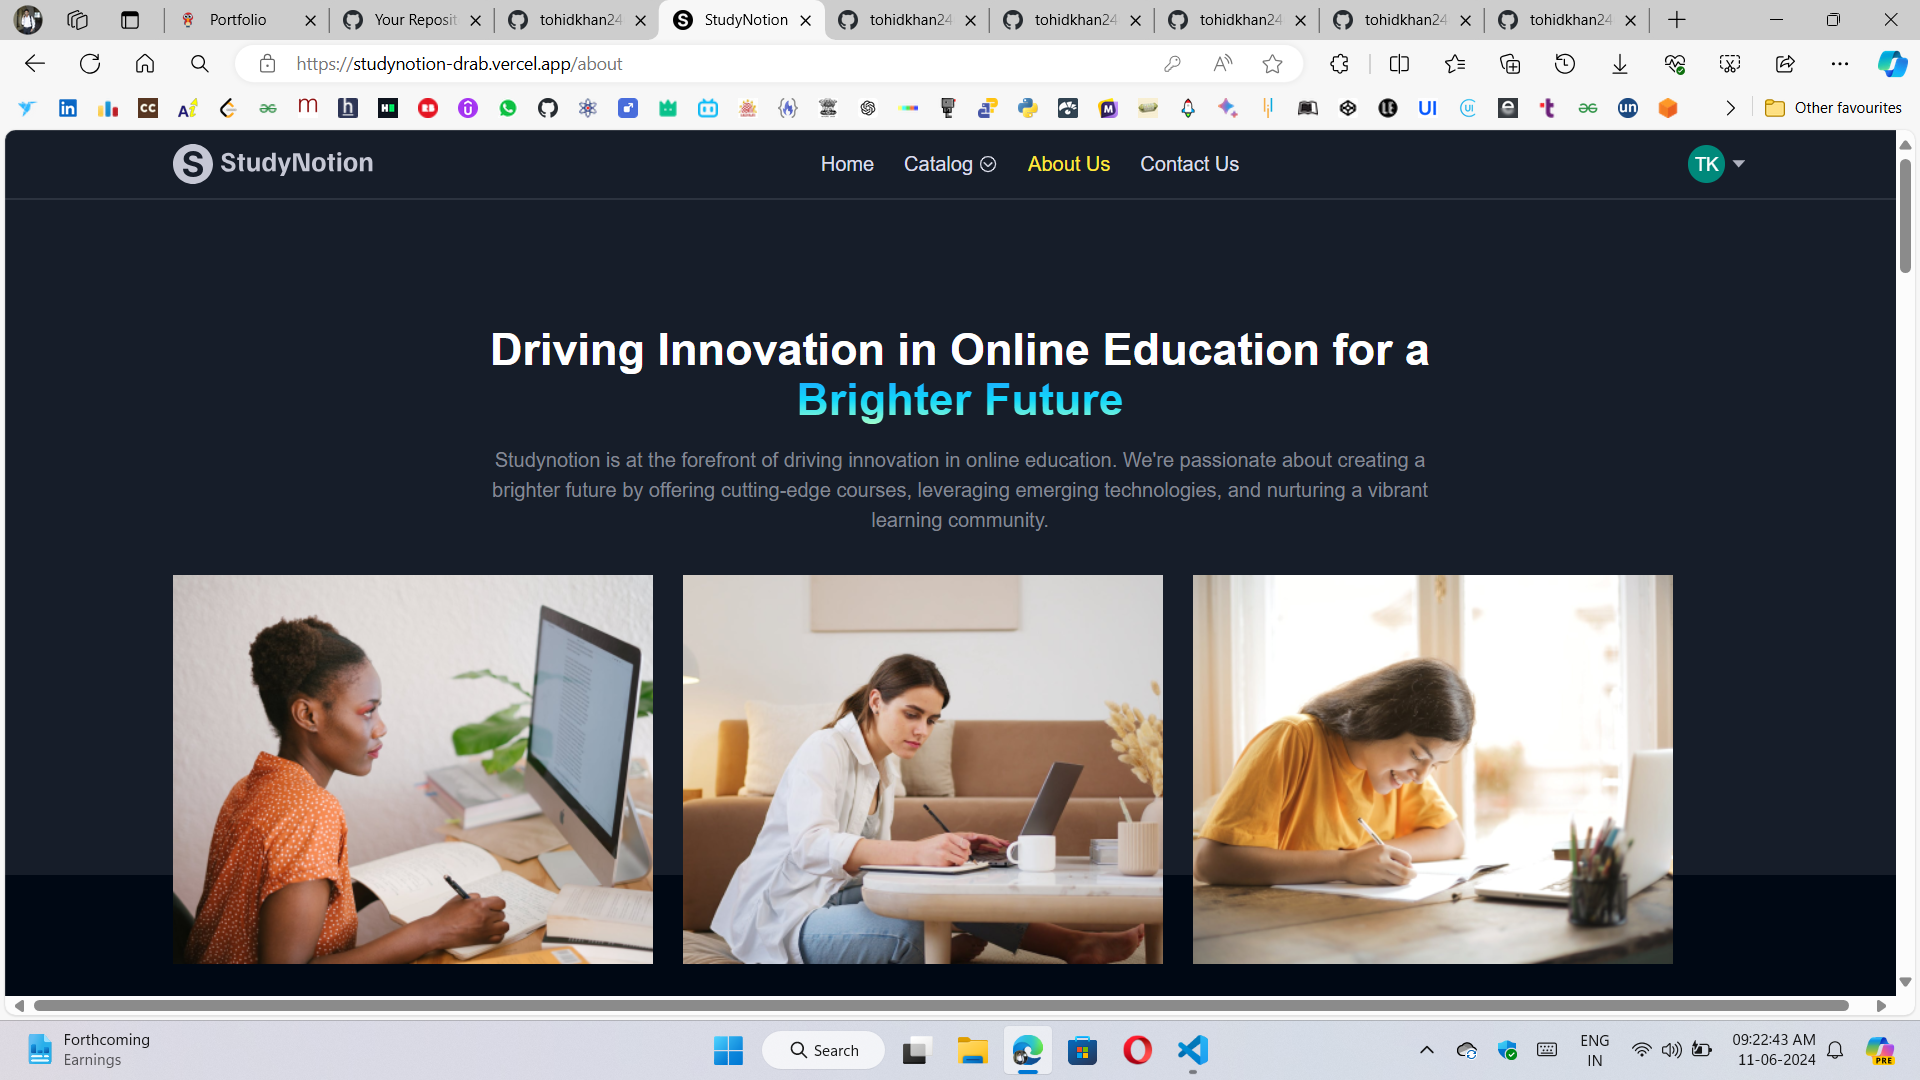 Portfolio
Your Reposit
tohidkhan24
StudyNotion
tohidkhan24
tohidkhan24
tohidkhan24
tohidkhan24
tohidkhan24
https://studynotion-drab.vercel.app/about
Other favourites
StudyNotion
Home
Catalog
About Us
Contact Us
TK
Driving Innovation in Online Education for a
Brighter Future
Studynotion is at the forefront of driving innovation in online education. We're passionate about creating a
brighter future by offering cutting-edge courses, leveraging emerging technologies, and nurturing a vibrant
learning community.
Forthcoming
Earnings
Search
ENG
IN
09:22:43 AM
11-06-2024
PRE